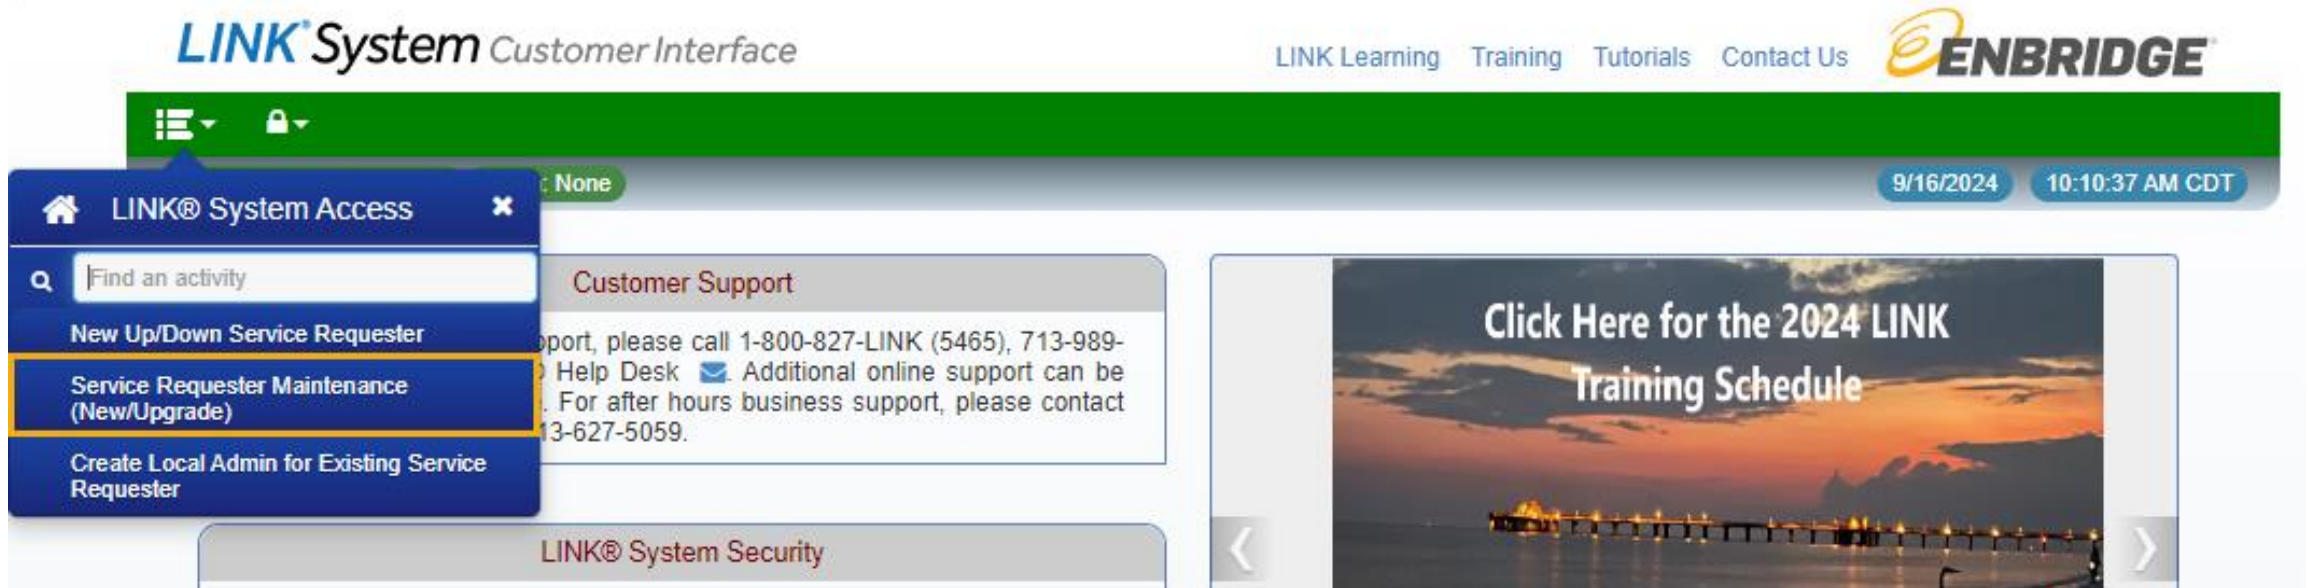 LINK® System Customer Interface
LINK Learning Training Tutorials Contact Us
ENBRIDGE
: None
9/16/2024 10:10:37 AM CDT
LINK® System Access
Find an activity
New Up/Down Service Requester
Service Requester Maintenance
(New/Upgrade)
Create Local Admin for Existing Service
Requester
Customer Support
please call 1-800-827-LINK (5465), 713-989-
Help Desk . Additional online support can be
. For after hours business support, please contact
13-627-5059.
LINK® System Security
Click Here for the 2024 LINK
Training Schedule